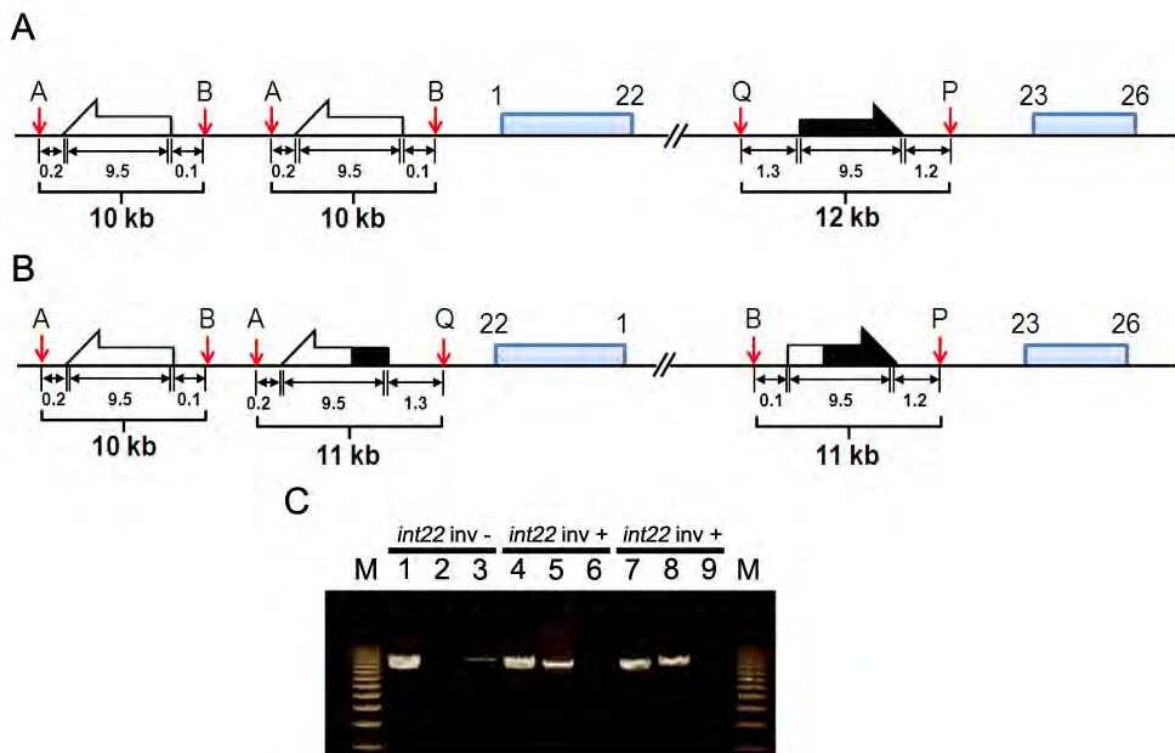 A
A B A B 1 22 Q P 23 26
0.2 9.5 0.1 0.2 9.5 0.1 1.3 9.5 1.2
10 kb 10 kb 12 kb
B
A B A Q 22 1 B P 23 26
0.2 9.5 0.1 0.2 9.5 1.3 0.1 9.5 1.2
10 kb 11 kb 11 kb
C
int22 inv - int22 inv + int22 inv +
M 1 2 3 4 5 6 7 8 9 M